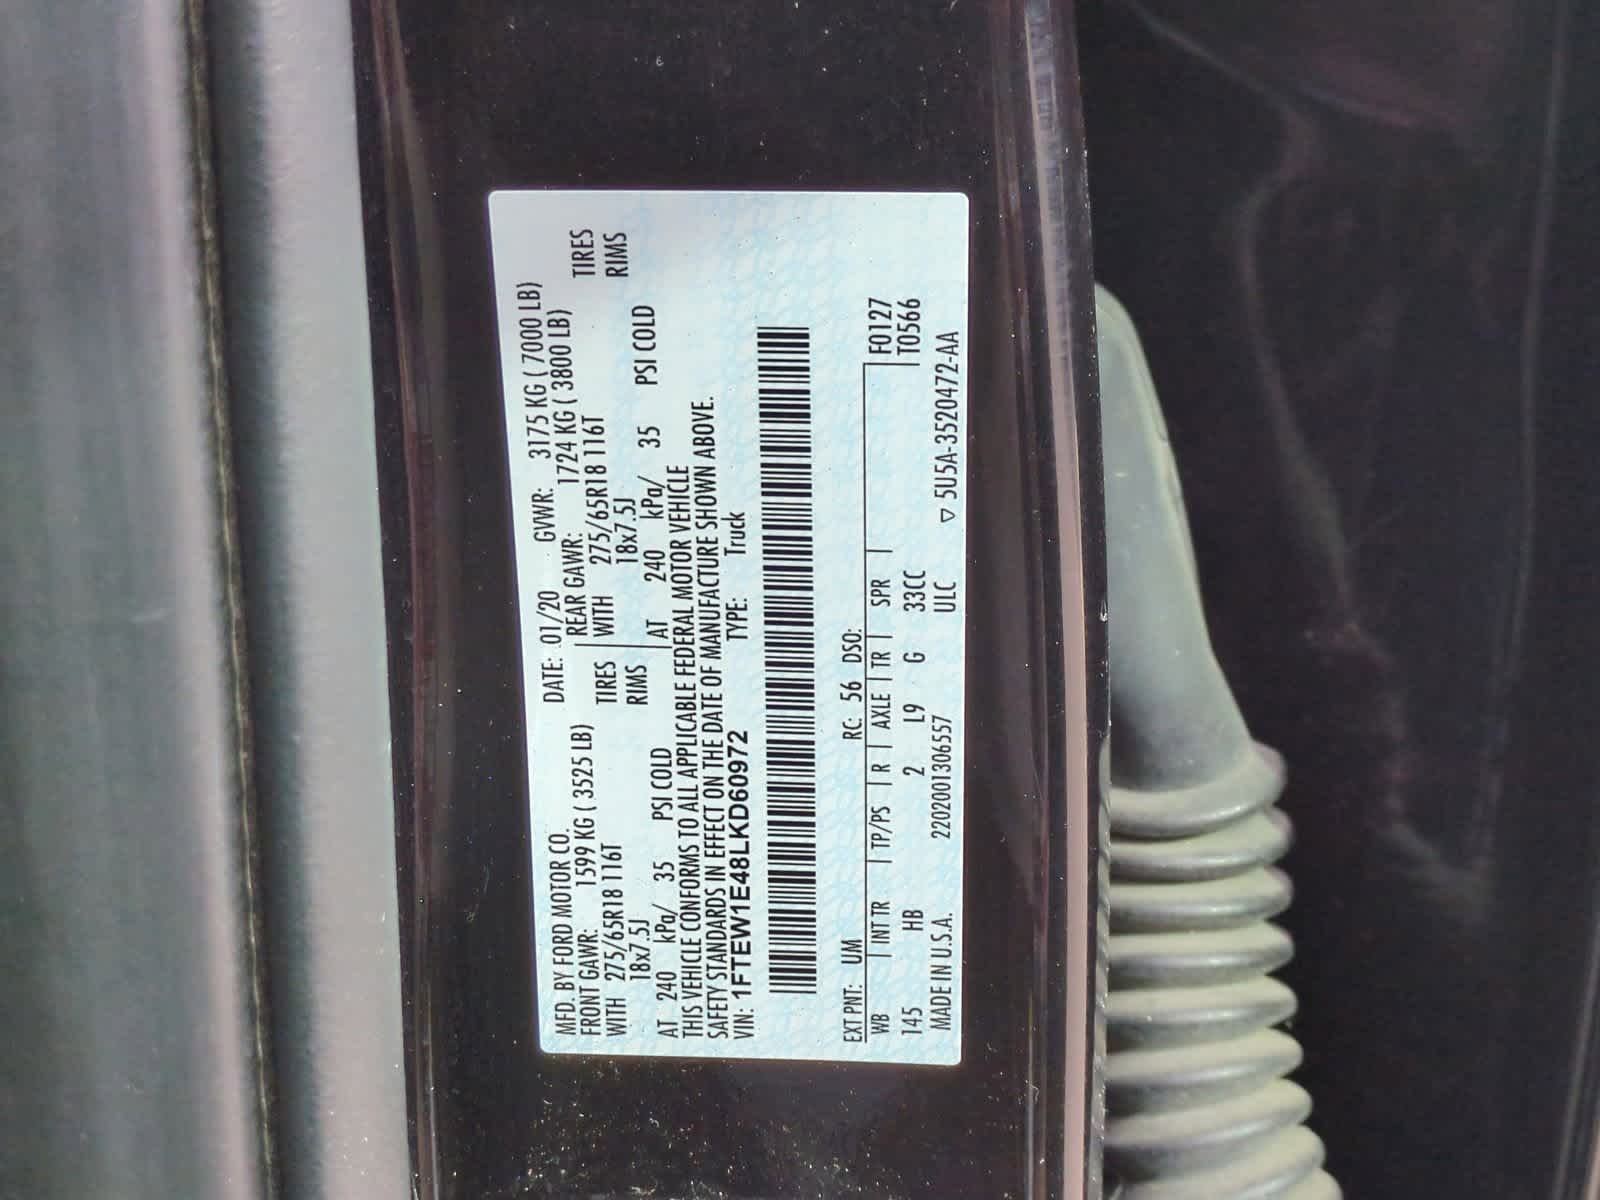 MFD. BY FORD MOTOR CO.
DATE: 01/20 GVWR: 3175 KG ( 7000 LB)
FRONT GAWR: 1599 KG ( 3525 LB)
REAR GAWR: 1724 KG ( 3800 LB)
WITH 275/65R18 116T TIRES
WITH 275/65R18 116T TIRES
18x7.5J RIMS
18x7.5J RIMS
AT 240 kPa/ 35 PSI COLD
AT 240 kPa/ 35 PSI COLD
THIS VEHICLE CONFORMS TO ALL APPLICABLE FEDERAL MOTOR VEHICLE
SAFETY STANDARDS IN EFFECT ON THE DATE OF MANUFACTURE SHOWN ABOVE.
VIN: 1FTEW1E48LKD60972 TYPE: Truck
EXT PNT: UM RC: 56 DSO:
F0127
WB | INT TR | TP/PS | R | AXLE | TR | SPR |
T0566
145 HB 2 L9 G 33CC
MADE IN U.S.A. 2202001306557 ULC ▽ 5U5A-3520472-AA